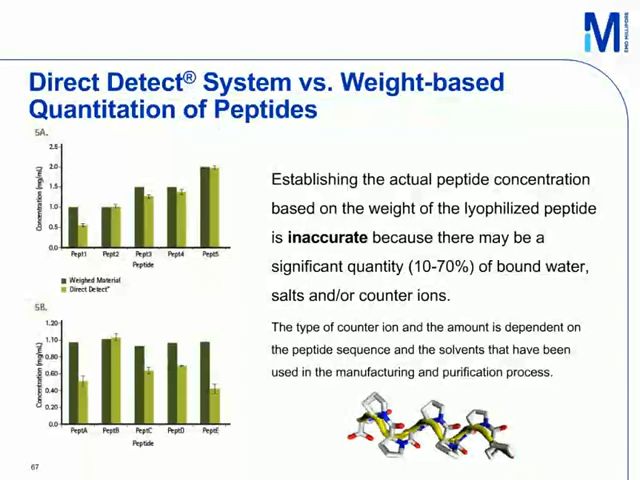 M
EMD MILLIPORE
Direct Detect® System vs. Weight-based
Quantitation of Peptides
5A.
Concentration (mg/mL)
2.5
2.0
1.5
1.0
0.5
0.0
Pept1 Pept2 Pept3 Pept4 Pept5
Peptide
Weighed Material
Direct Detect™
5B.
Concentration (mg/mL)
1.20
1.00
0.80
0.60
0.40
0.20
0.0
PeptA PeptB PeptC PeptD PeptE
Peptide
Establishing the actual peptide concentration
based on the weight of the lyophilized peptide
is inaccurate because there may be a
significant quantity (10-70%) of bound water,
salts and/or counter ions.
The type of counter ion and the amount is dependent on
the peptide sequence and the solvents that have been
used in the manufacturing and purification process.
67